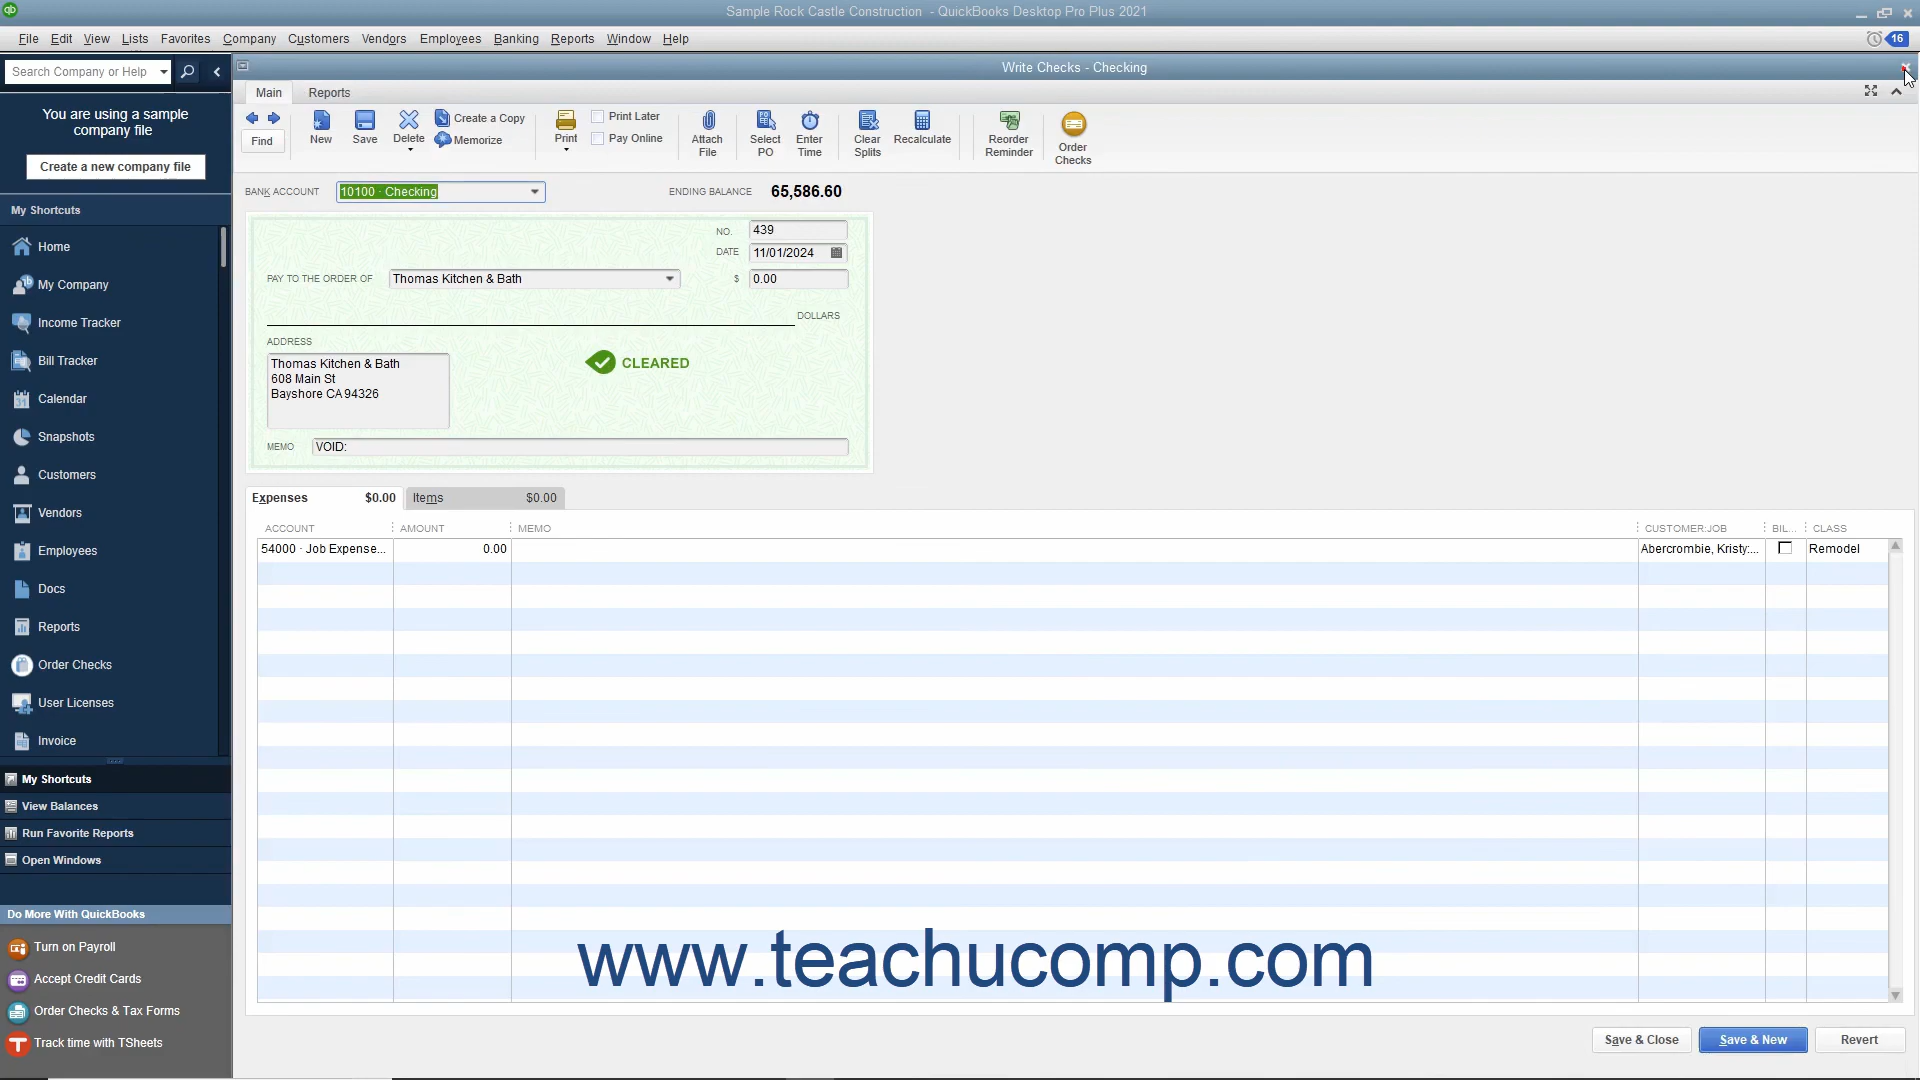 Sample Rock Castle Construction - QuickBooks Desktop Pro Plus 2021
File Edit View Lists Favorites Company Customers Vendors Employees Banking Reports Window Help
16
Search Company or Help
Write Checks - Checking
You are using a sample
company file
Create a new company file
My Shortcuts
Home
My Company
Income Tracker
Bill Tracker
Calendar
Snapshots
Customers
Vendors
Employees
Docs
Reports
Order Checks
User Licenses
Invoice
My Shortcuts
View Balances
Run Favorite Reports
Open Windows
Do More With QuickBooks
Turn on Payroll
Accept Credit Cards
Order Checks & Tax Forms
Track time with TSheets
Main Reports
Find
New
Save
Delete
Create a Copy
Memorize
Print
Print Later
Pay Online
Attach
File
Select
PO
Enter
Time
Clear
Splits
Recalculate
Reorder
Reminder
Order
Checks
BANK ACCOUNT 10100 · Checking ENDING BALANCE 65,586.60
NO. 439
DATE 11/01/2024
PAY TO THE ORDER OF Thomas Kitchen & Bath $ 0.00
DOLLARS
ADDRESS
Thomas Kitchen & Bath
608 Main St
Bayshore CA 94326
CLEARED
MEMO VOID:
Expenses $0.00 Items $0.00
ACCOUNT AMOUNT MEMO CUSTOMER:JOB BIL... CLASS
54000 · Job Expense... 0.00 Abercrombie, Kristy:... Remodel
www.teachucomp.com
Save & Close Save & New Revert